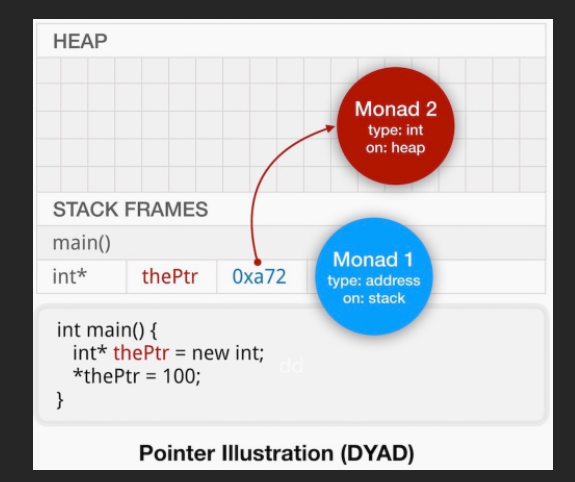 HEAP
Monad 2
type: int
on: heap
STACK FRAMES
main()
int* thePtr 0xa72
Monad 1
type: address
on: stack
int main() {
int* thePtr = new int;
dd
*thePtr = 100;
}
Pointer Illustration (DYAD)